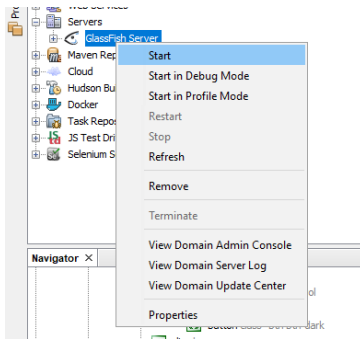 Servers
GlassFish Server
Maven Rep
Cloud
Hudson Bu
Docker
Task Repos
JS Test Dri
Selenium S
Start
Start in Debug Mode
Start in Profile Mode
Restart
Stop
Refresh
Remove
Terminate
View Domain Admin Console
View Domain Server Log
View Domain Update Center
Properties
Navigator
ol
dark